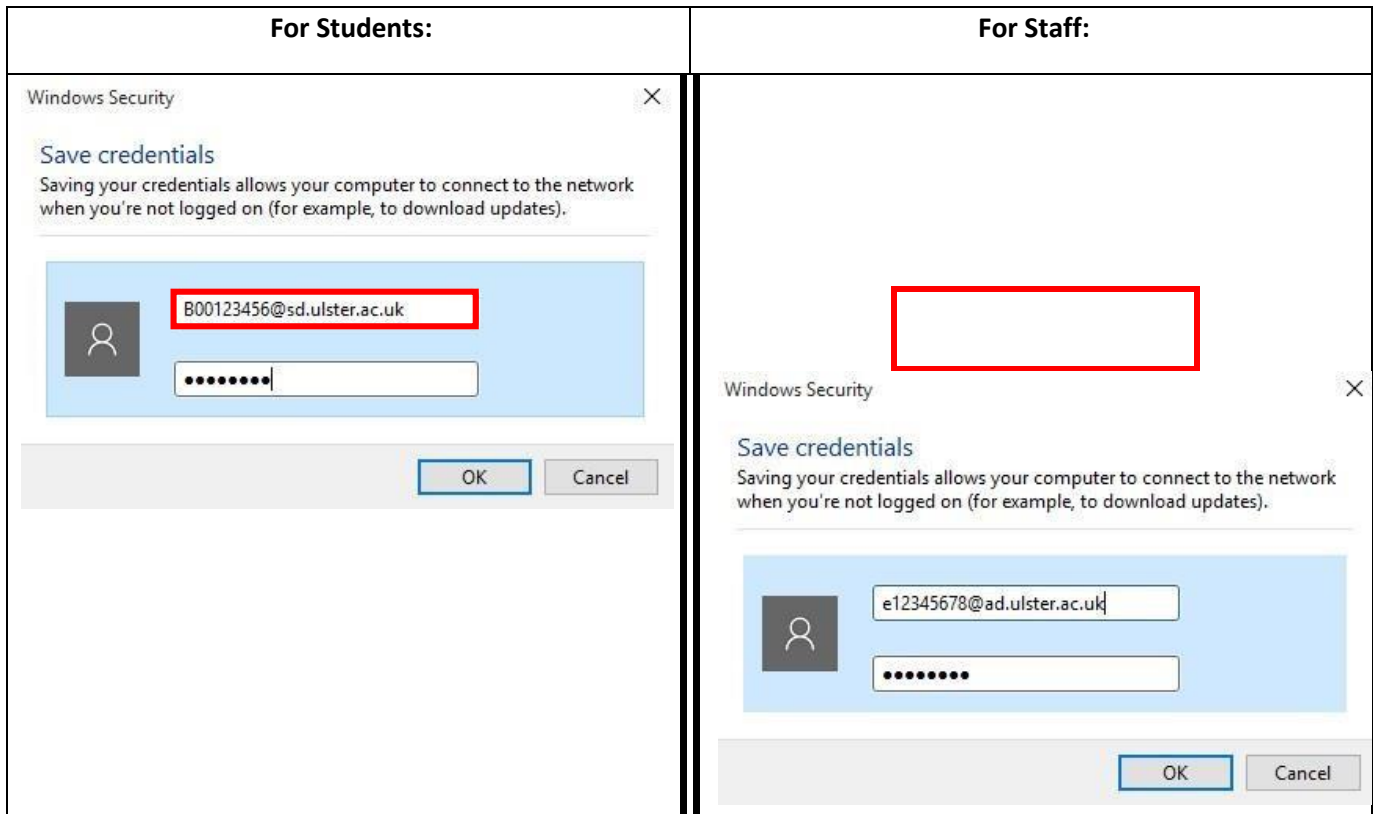 For Students:
For Staff:
Windows Security
Save credentials
Saving your credentials allows your computer to connect to the network
when you're not logged on (for example, to download updates).
B00123456@sd.ulster.ac.uk
●●●●●●●●
OK
Cancel
Windows Security
Save credentials
Saving your credentials allows your computer to connect to the network
when you're not logged on (for example, to download updates).
e12345678@ad.ulster.ac.uk
●●●●●●●●
OK
Cancel